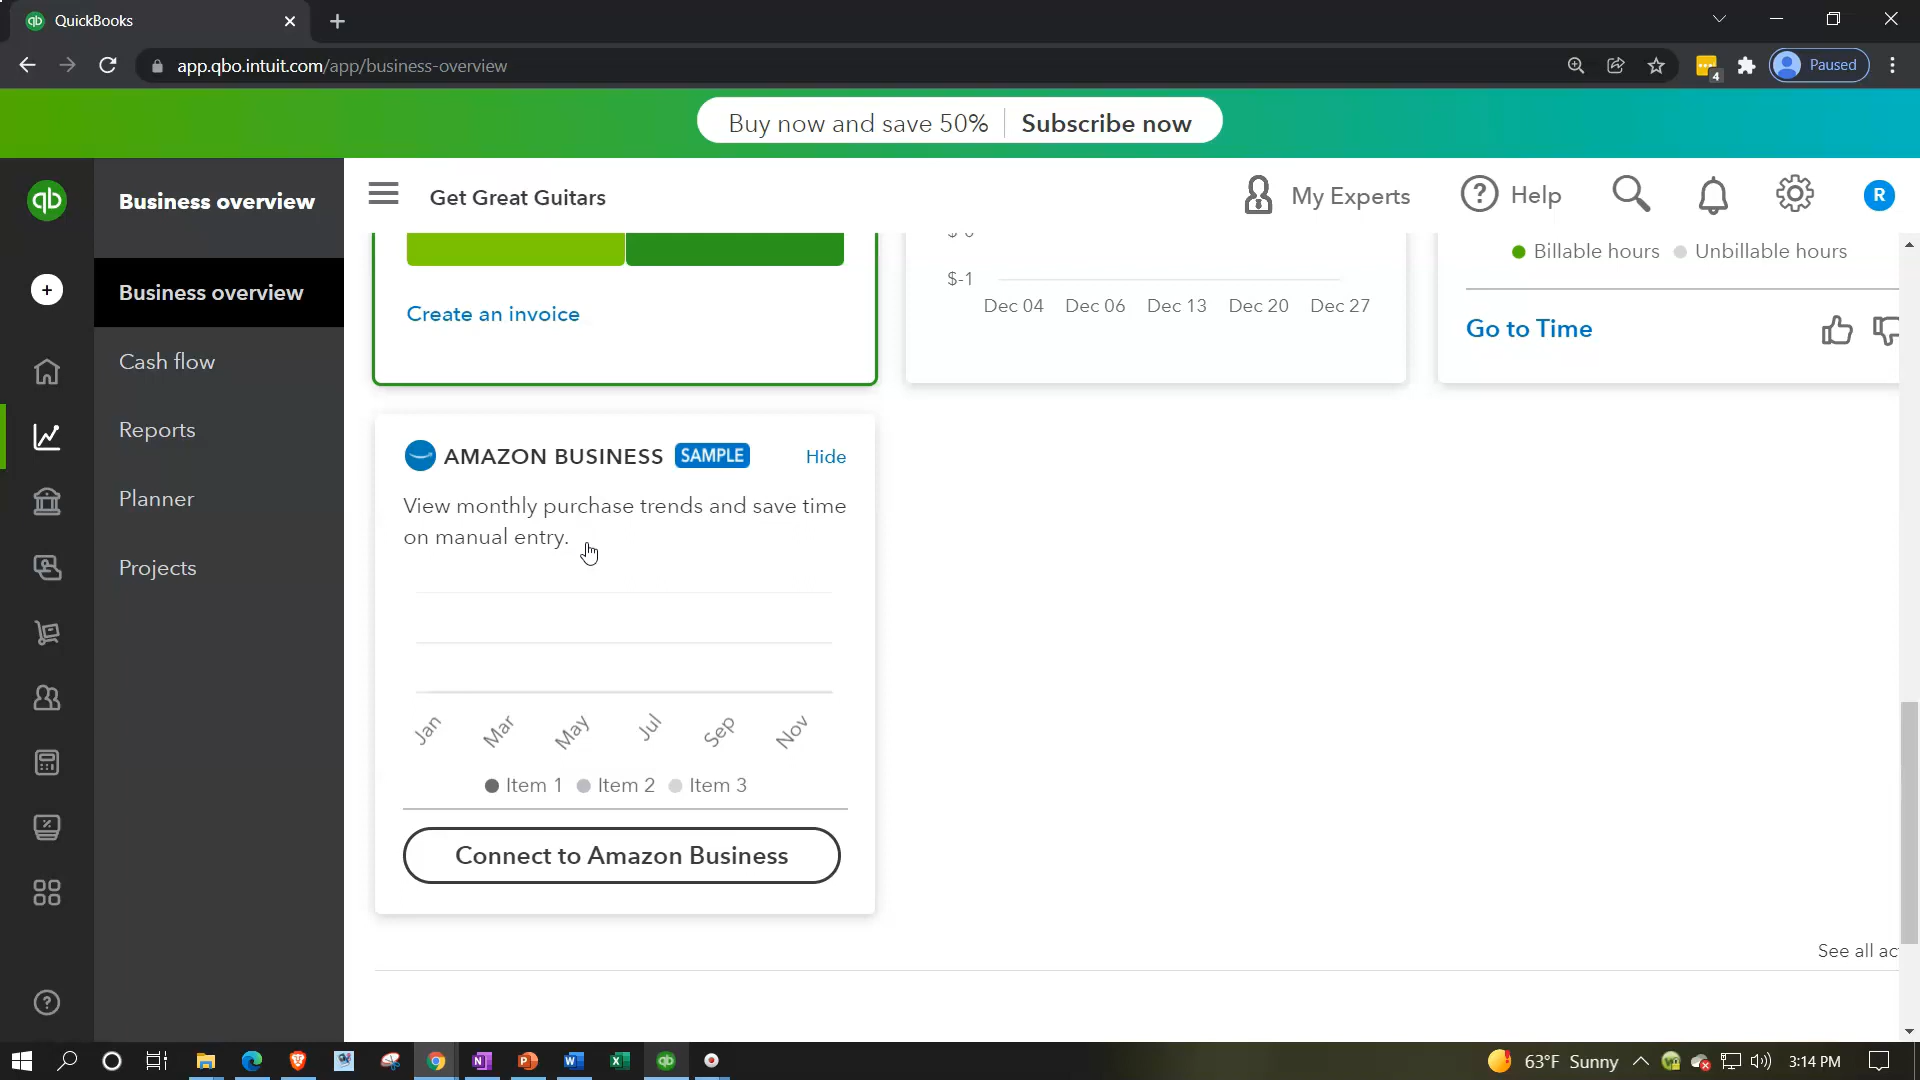 QuickBooks
app.qbo.intuit.com/app/business-overview
4
Paused
Buy now and save 50%
Subscribe now
qb
Business overview
Get Great Guitars
My Experts
Help
R
Business overview
Cash flow
Reports
Planner
Projects
Create an invoice
$-1
Dec 04 Dec 06 Dec 13 Dec 20 Dec 27
Billable hours Unbillable hours
Go to Time
AMAZON BUSINESS SAMPLE Hide
View monthly purchase trends and save time
on manual entry.
Jan Mar May Jul Sep Nov
Item 1 Item 2 Item 3
Connect to Amazon Business
See all ac
63°F Sunny
3:14 PM